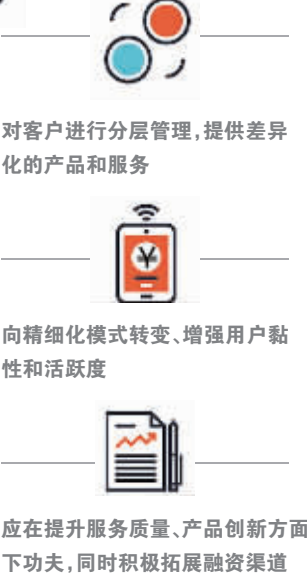 对客户进行分层管理,提供差异
化的产品和服务
¥
向精细化模式转变、增强用户黏
性和活跃度
应在提升服务质量、产品创新方面
下功夫,同时积极拓展融资渠道